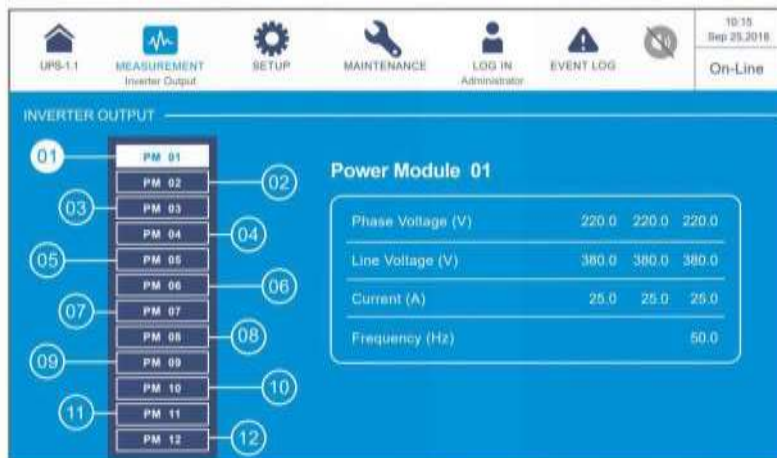 UPS-1.1
MEASUREMENT
Inverter Output
SETUP
MAINTENANCE
LOG IN
Administrator
EVENT LOG
10:15
Sep 25,2018
On-Line
INVERTER OUTPUT
01 PM 01
PM 02 02
03 PM 03
PM 04 04
05 PM 05
PM 06 06
07 PM 07
PM 08 08
09 PM 09
PM 10 10
11 PM 11
PM 12 12
Power Module 01
Phase Voltage (V) 220.0 220.0 220.0
Line Voltage (V) 380.0 380.0 380.0
Current (A) 25.0 25.0 25.0
Frequency (Hz) 50.0